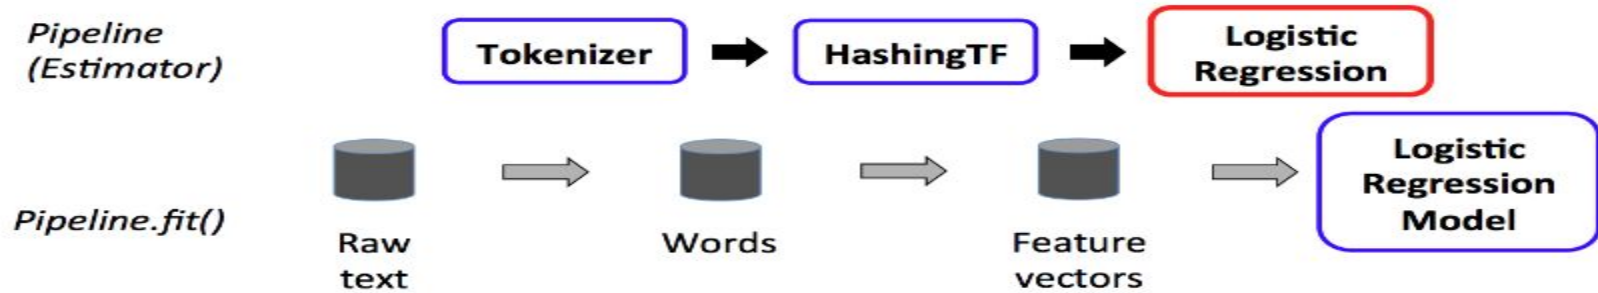 Pipeline
(Estimator)
Tokenizer
HashingTF
Logistic
Regression
Pipeline.fit()
Raw
text
Words
Feature
vectors
Logistic
Regression
Model